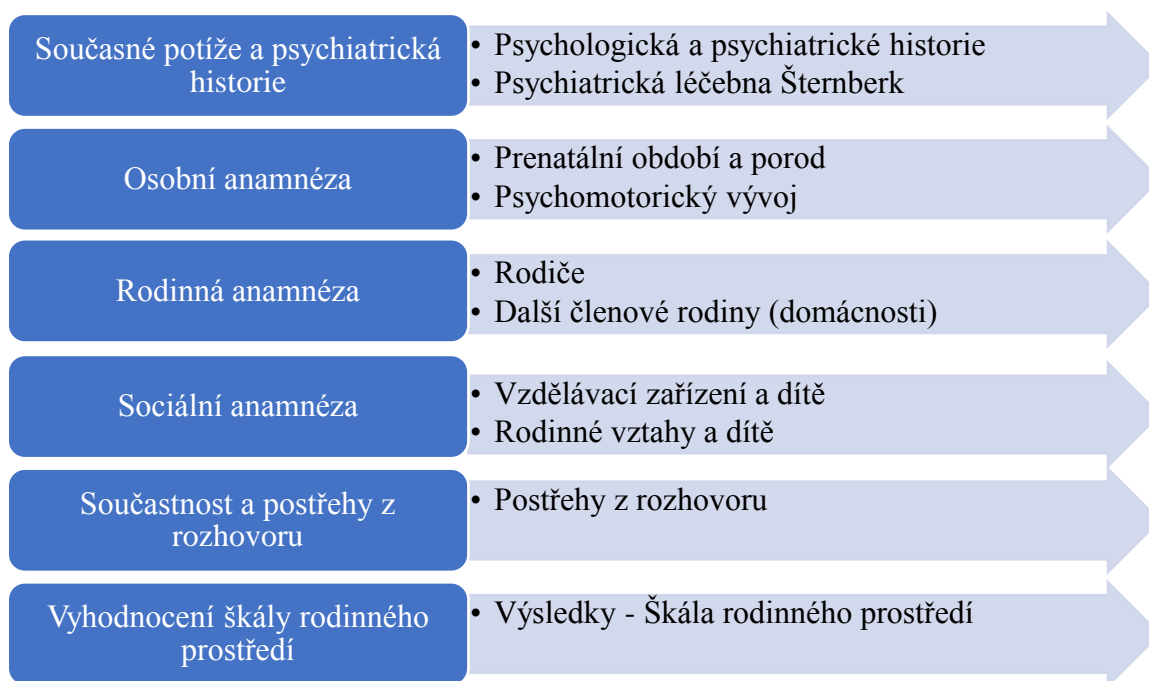 Současné potíže a psychiatrická
historie
• Psychologická a psychiatrické historie
• Psychiatrická léčebna Šternberk
Osobní anamnéza
• Prenatální období a porod
• Psychomotorický vývoj
Rodinná anamnéza
• Rodiče
• Další členové rodiny (domácnosti)
Sociální anamnéza
• Vzdělávací zařízení a dítě
• Rodinné vztahy a dítě
Součastnost a postřehy z
rozhovoru
• Postřehy z rozhovoru
Vyhodnocení škály rodinného
prostředí
• Výsledky - Škála rodinného prostředí